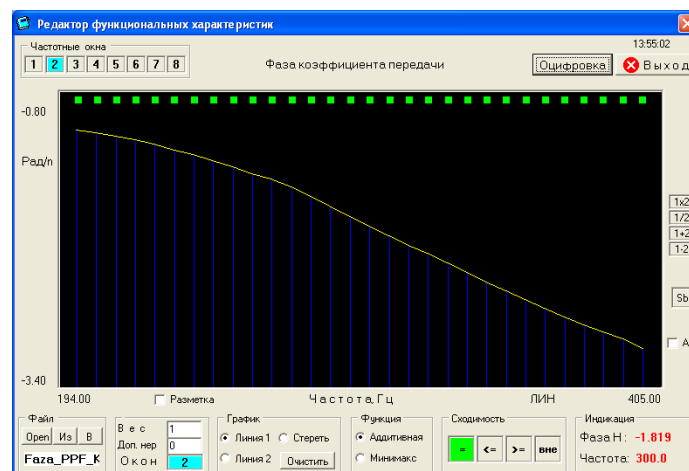 Редактор функциональных характеристик
Частотные окна
1 2 3 4 5 6 7 8
Фаза коэффициента передачи
13:55:02
Оцифровка
Выход
-0.80
Рад/п
-3.40
1x2
1/2
1+2
1-2
Sb
А
194.00
Разметка
Частота, Гц
ЛИН
405.00
Файл
Open Из В
Faza_PPF_K
Вес 1
Доп. нер 0
Окон 2
График
Линия 1 Стереть
Линия 2 Очистить
Функция
Аддитивная
Минимакс
Сходимость
= <= >= вне
Индикация
Фаза Н: -1.819
Частота: 300.0